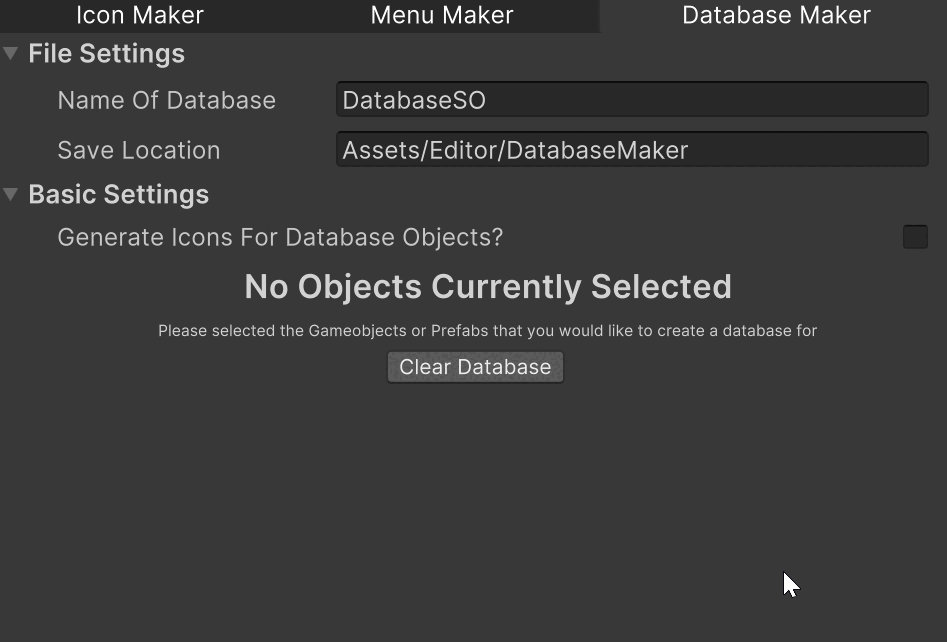 Icon Maker Menu Maker Database Maker
File Settings
Name Of Database DatabaseSO
Save Location Assets/Editor/DatabaseMaker
Basic Settings
Generate Icons For Database Objects?
No Objects Currently Selected
Please selected the Gameobjects or Prefabs that you would like to create a database for
Clear Database